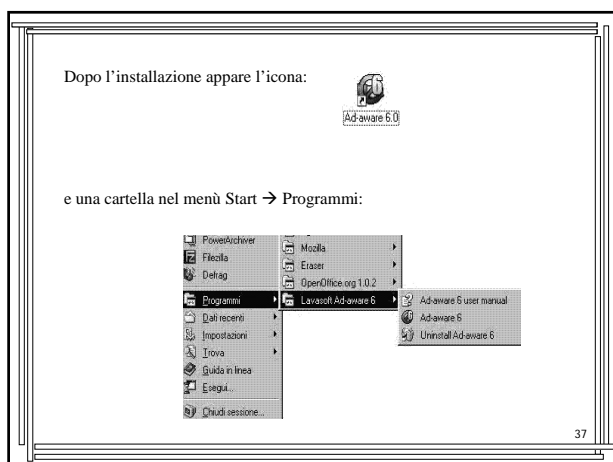 Dopo l'installazione appare l'icona:
Ad-aware 6.0
e una cartella nel menù Start → Programmi:
PowerArchiver
Filezilla
Defrag
Programmi
Dati recenti
Impostazioni
Trova
Guida in linea
Esegui...
Chiudi sessione...
Mozilla
Eraser
OpenOffice.org 1.0.2
Lavasoft Ad-aware 6
Ad-aware 6 user manual
Ad-aware 6
Uninstall Ad-aware 6
37